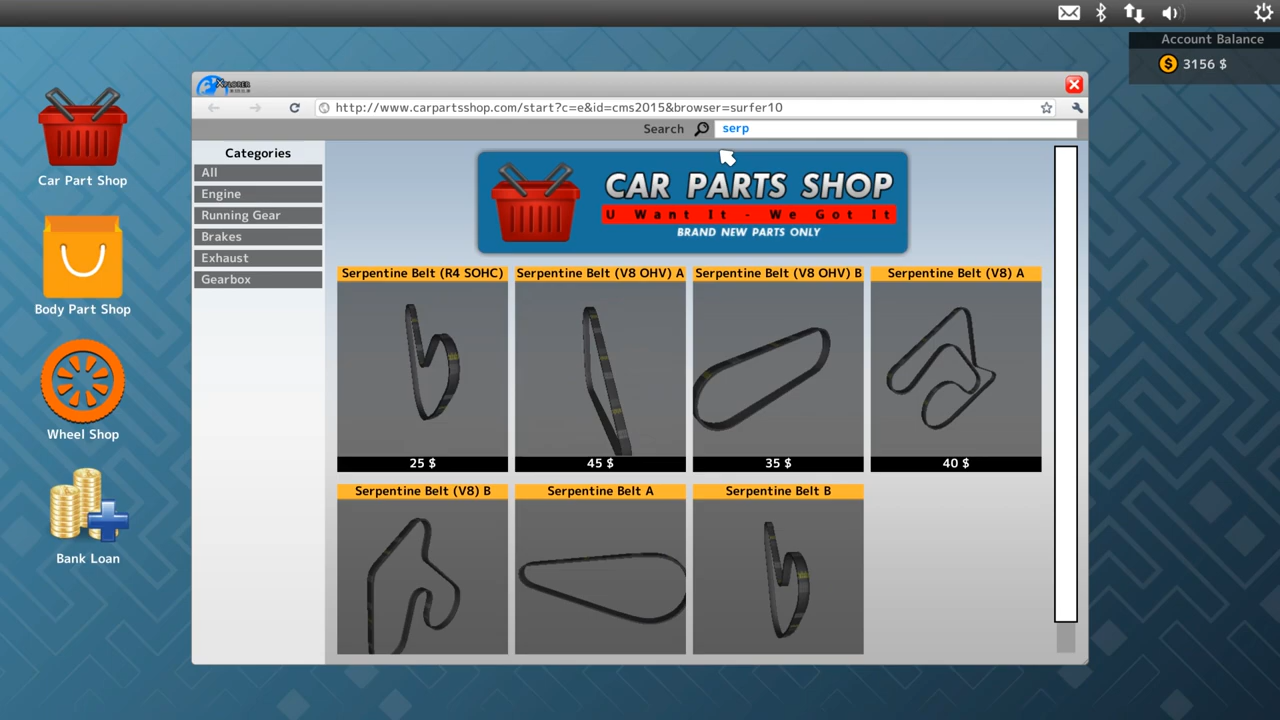 Account Balance
$ 3156 $
XPLORER
http://www.carpartsshop.com/start?c=e&id=cms2015&browser=surfer10
Search serp
Car Part Shop
Body Part Shop
Wheel Shop
Bank Loan
Categories
All
Engine
Running Gear
Brakes
Exhaust
Gearbox
CAR PARTS SHOP
U Want It - We Got It
BRAND NEW PARTS ONLY
Serpentine Belt (R4 SOHC)
25 $
Serpentine Belt (V8 OHV) A
45 $
Serpentine Belt (V8 OHV) B
35 $
Serpentine Belt (V8) A
40 $
Serpentine Belt (V8) B
Serpentine Belt A
Serpentine Belt B